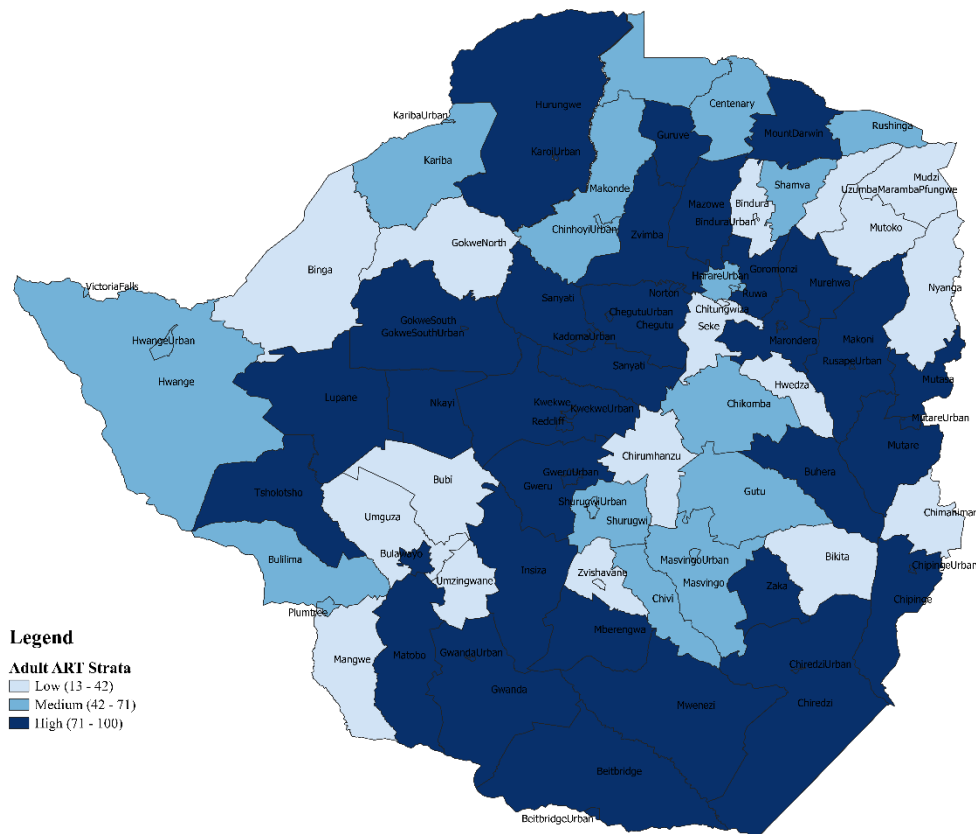 Hurungwe
Centenary
KaribaUrban
Guruve
MountDarwin
Rushinga
KaroiUrban
Kariba
Mudzi
Makonde
Shamva
UzumbaMarambaPfungwe
Mazowe
Bindura
BinduraUrban
Mutoko
ChinhoyiUrban
Zvimba
GokweNorth
Binga
HarareUrban
Goromonzi
Murehwa
Nyanga
VictoriaFalls
Sanyati
Norton
Ruwa
Chitungwiza
GokweSouth
GokweSouthUrban
ChegutuUrban
Chegutu
Seke
KadomaUrban
Marondera
Makoni
HwangeUrban
RusapeUrban
Sanyati
Hwange
Hwedza
Mutasa
Lupane
Nkayi
Kwekwe
KwekweUrban
Redcliff
Chikomba
MutareUrban
Mutare
Chirumhanzu
GweruUrban
Gweru
Buhera
Bubi
Tsholotsho
ShurugwiUrban
Gutu
Umguza
Shurugwi
Chimanimani
Bulawayo
Bulilima
MasvingoUrban
Bikita
Insiza
Zvishavane
Umzingwane
Masvingo
Zaka
ChipingeUrban
Chipinge
Chivi
Plumtree
Mberengwa
Mangwe
Matobo
GwandaUrban
ChiredziUrban
Gwanda
Mwenezi
Chiredzi
Beitbridge
BeitbridgeUrban
Legend
Adult ART Strata
Low (13 - 42)
Medium (42 - 71)
High (71 - 100)